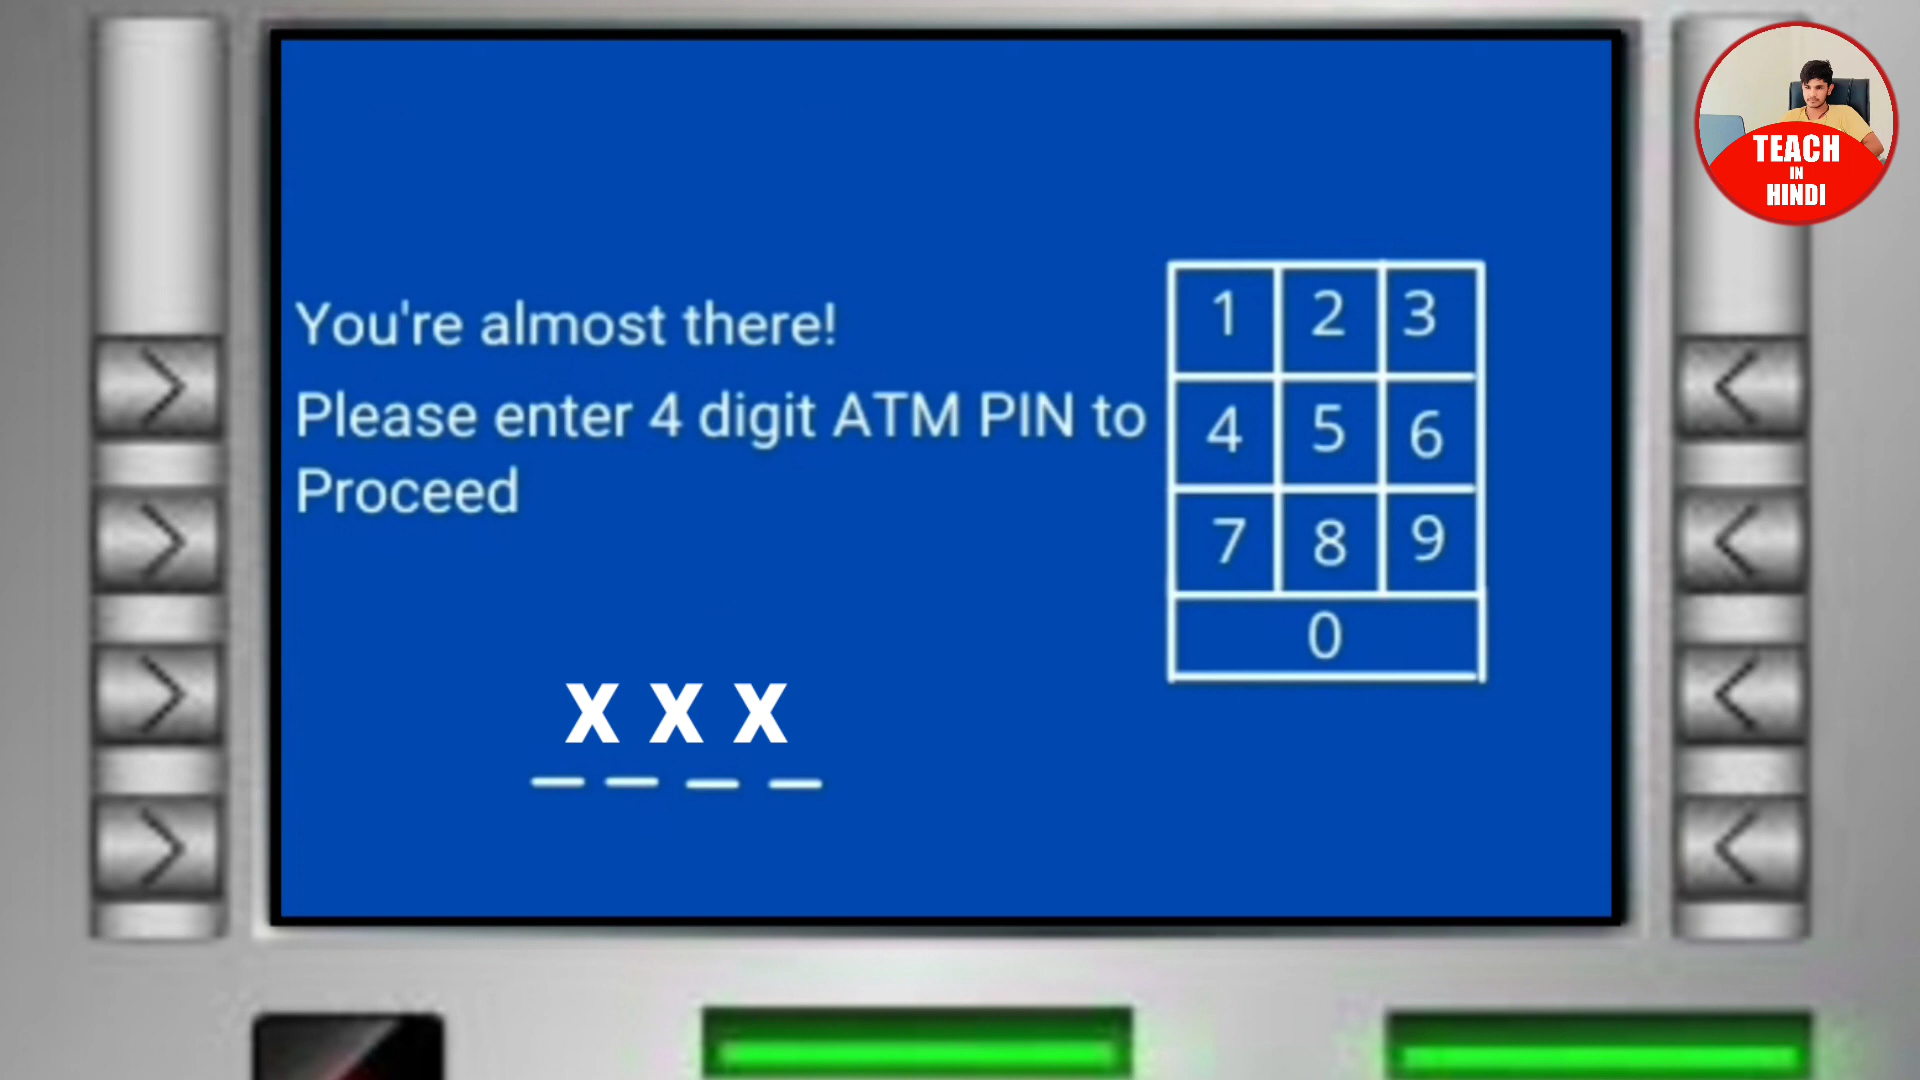 You're almost there!
Please enter 4 digit ATM PIN to
Proceed
1 2 3
4 5 6
7 8 9
0
X X X
TEACH
IN
HINDI